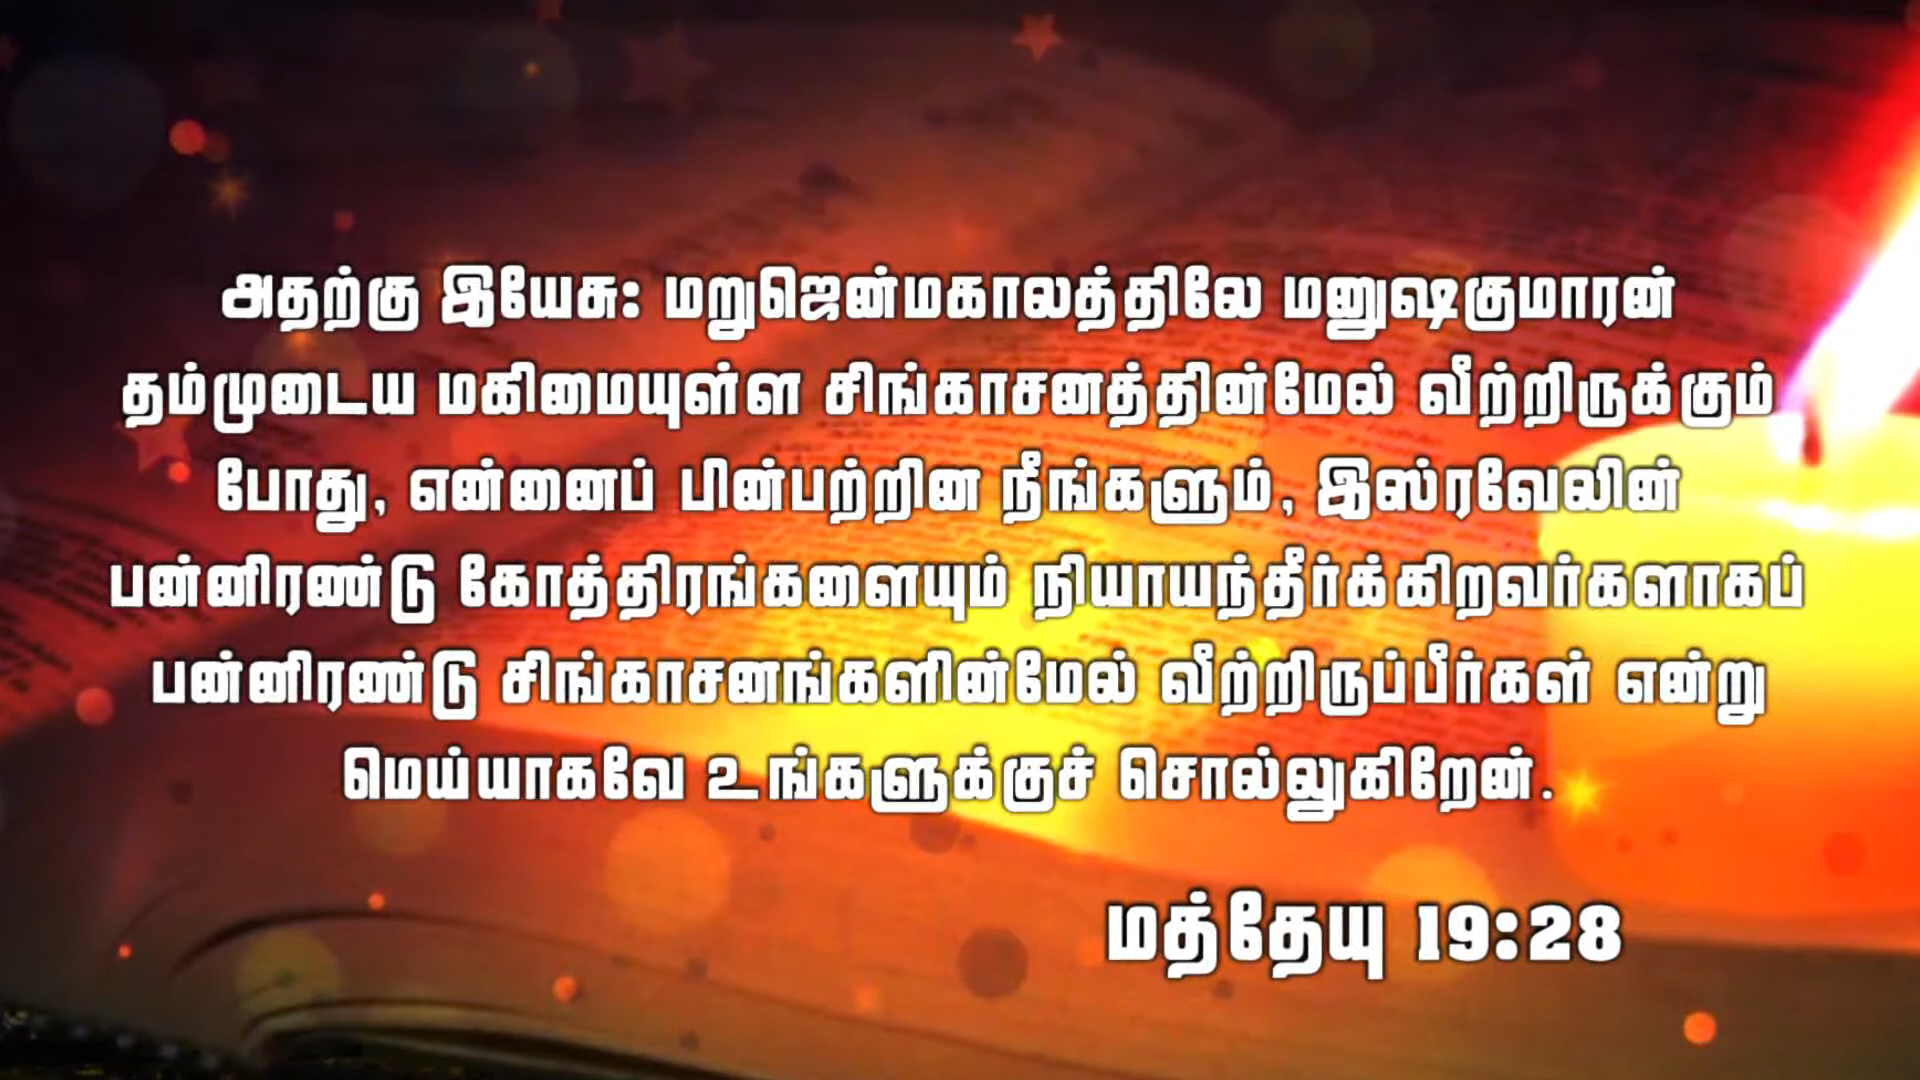 அதற்கு இயேசு: மறுஜென்மகாலத்திலே மனுஷகுமாரன்
தம்முடைய மகிமையுள்ள சிங்காசனத்தின்மேல் வீற்றிருக்கும்
போது, என்னைப் பின்பற்றின நீங்களும், இஸ்ரவேலின்
பன்னிரண்டு கோத்திரங்களையும் நியாயந்தீர்க்கிறவர்களாகப்
பன்னிரண்டு சிங்காசனங்களின்மேல் வீற்றிருப்பீர்கள் என்று
மெய்யாகவே உங்களுக்குச் சொல்லுகிறேன்.
மத்தேயு 19:28